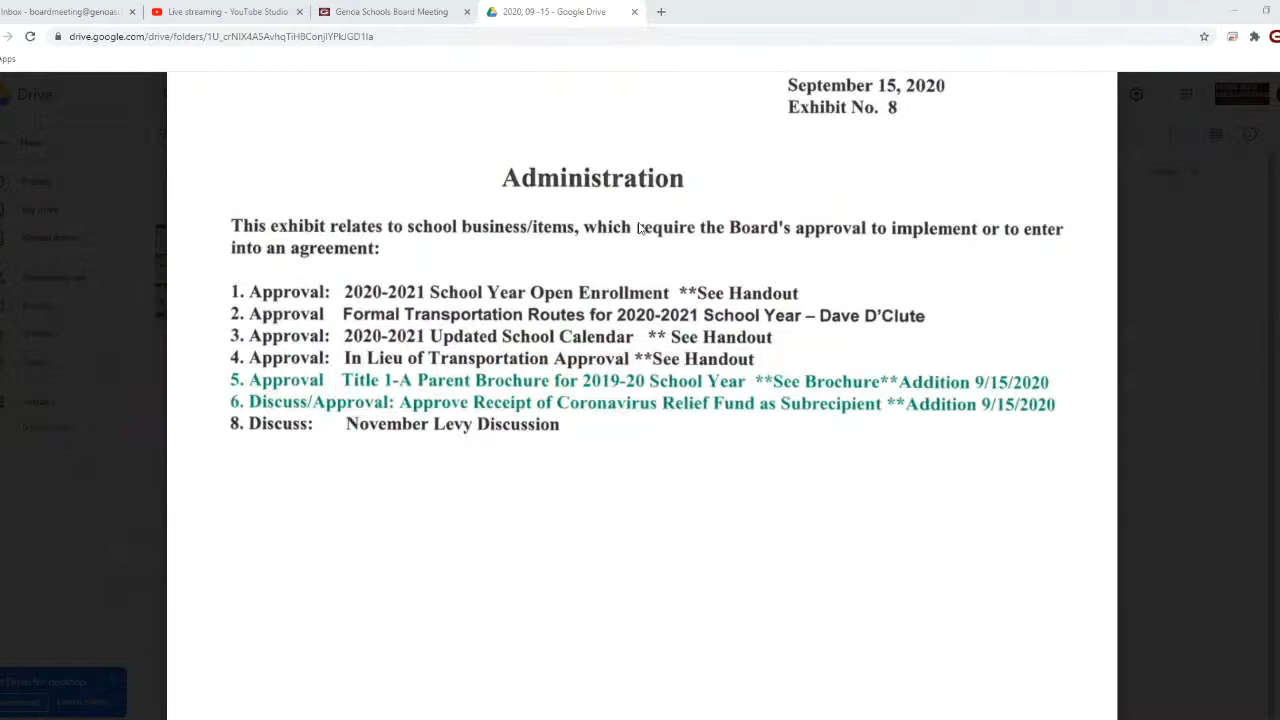 Inbox - boardmeeting@genoas
Live streaming - YouTube Studio
Genoa Schools Board Meeting
2020, 09 -15 - Google Drive
drive.google.com/drive/folders/
Apps
Drive
September 15, 2020
Exhibit No. 8
Administration
This exhibit relates to school business/items, which require the Board's approval to implement or to enter
into an agreement:
1. Approval: 2020-2021 School Year Open Enrollment **See Handout
2. Approval Formal Transportation Routes for 2020-2021 School Year – Dave D'Clute
3. Approval: 2020-2021 Updated School Calendar ** See Handout
4. Approval: In Lieu of Transportation Approval **See Handout
5. Approval Title 1-A Parent Brochure for 2019-20 School Year **See Brochure**Addition 9/15/2020
6. Discuss/Approval: Approve Receipt of Coronavirus Relief Fund as Subrecipient **Addition 9/15/2020
8. Discuss: November Levy Discussion